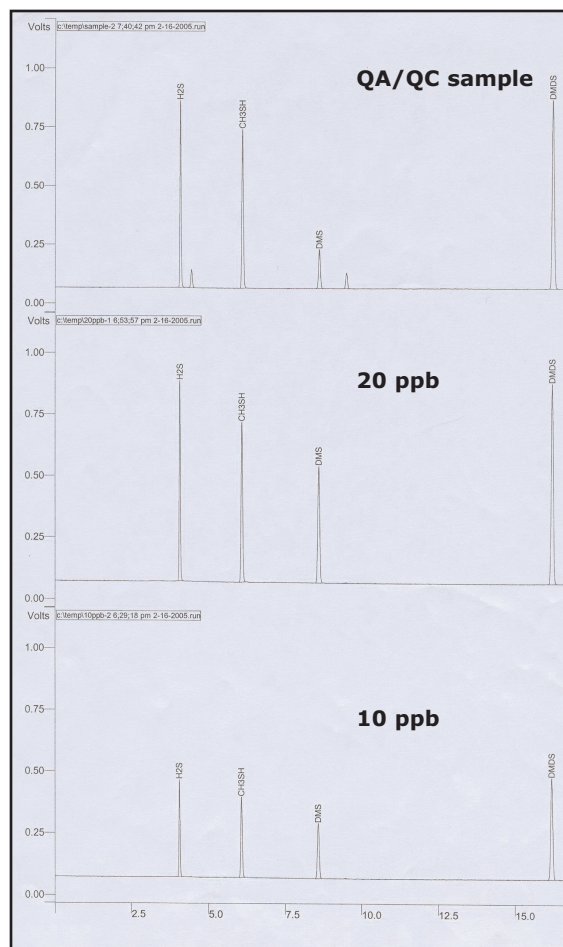 Volts c:\temp\sample-2 7;40;42 pm 2-16-2005.run
QA/QC sample
1.00
0.75
0.50
0.25
0.00
H2S
CH3SH
DMS
DMDS
Volts c:\temp\20ppb-1 6;53;57 pm 2-16-2005.run
20 ppb
1.00
0.75
0.50
0.25
0.00
H2S
CH3SH
DMS
DMDS
Volts c:\temp\10ppb-2 6;29;18 pm 2-16-2005.run
10 ppb
1.00
0.75
0.50
0.25
0.00
H2S
CH3SH
DMS
DMDS
2.5 5.0 7.5 10.0 12.5 15.0